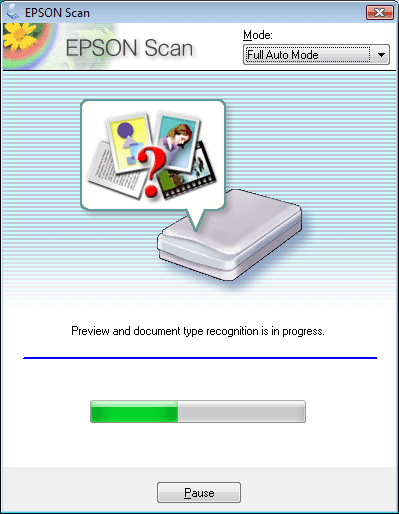 EPSON Scan
EPSON Scan
Mode:
Full Auto Mode
?
Preview and document type recognition is in progress.
Pause